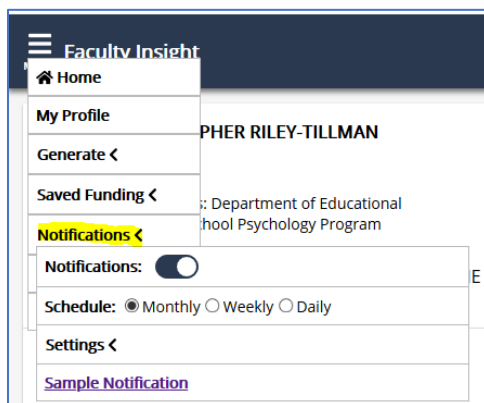 Faculty Insight
Home
My Profile
PHER RILEY-TILLMAN
Generate <
Saved Funding <
s: Department of Educational
hool Psychology Program
Notifications <
Notifications:
E
Schedule: Monthly Weekly Daily
Settings <
Sample Notification